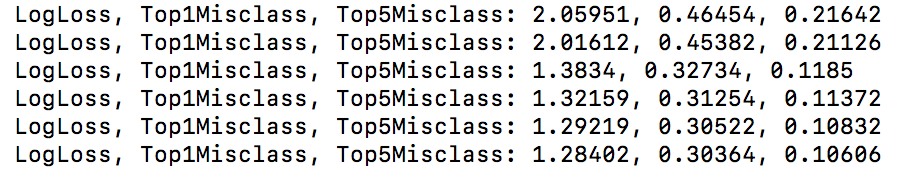 LogLoss, Top1Misclass, Top5Misclass: 2.05951, 0.46454, 0.21642
LogLoss, Top1Misclass, Top5Misclass: 2.01612, 0.45382, 0.21126
LogLoss, Top1Misclass, Top5Misclass: 1.3834, 0.32734, 0.1185
LogLoss, Top1Misclass, Top5Misclass: 1.32159, 0.31254, 0.11372
LogLoss, Top1Misclass, Top5Misclass: 1.29219, 0.30522, 0.10832
LogLoss, Top1Misclass, Top5Misclass: 1.28402, 0.30364, 0.10606